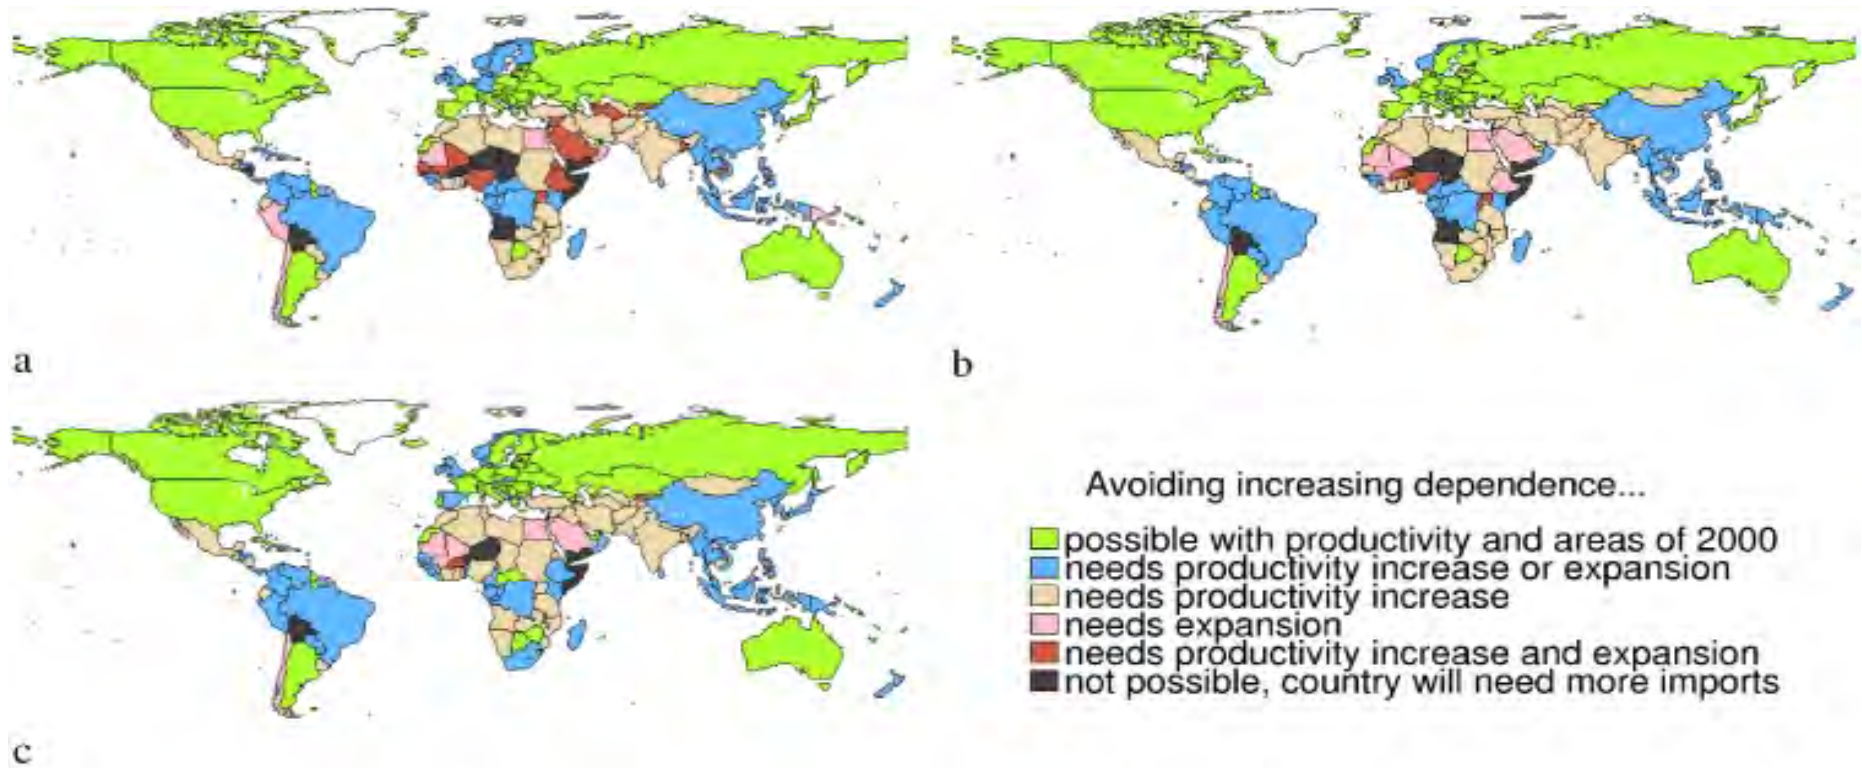 a
b
c
Avoiding increasing dependence...
possible with productivity and areas of 2000
needs productivity increase or expansion
needs productivity increase
needs expansion
needs productivity increase and expansion
not possible, country will need more imports